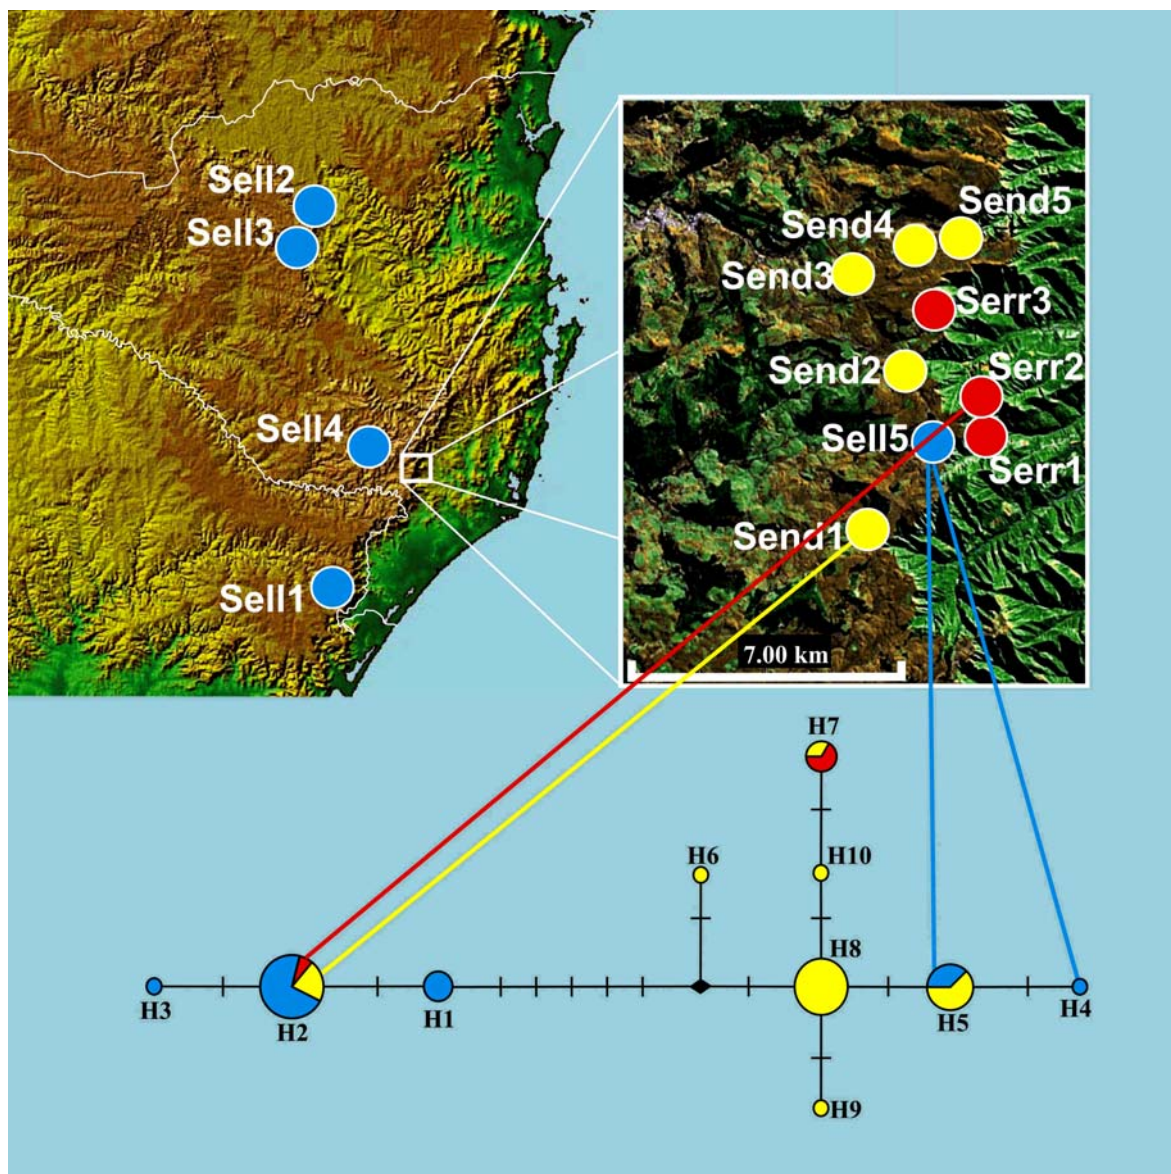 Sell2
Sell3
Sell4
Sell1
Send5
Send4
Send3
Serr3
Send2
Serr2
Sell5
Serr1
Send1
7.00 km
H7
H6
H10
H8
H3
H2
H1
H5
H4
H9